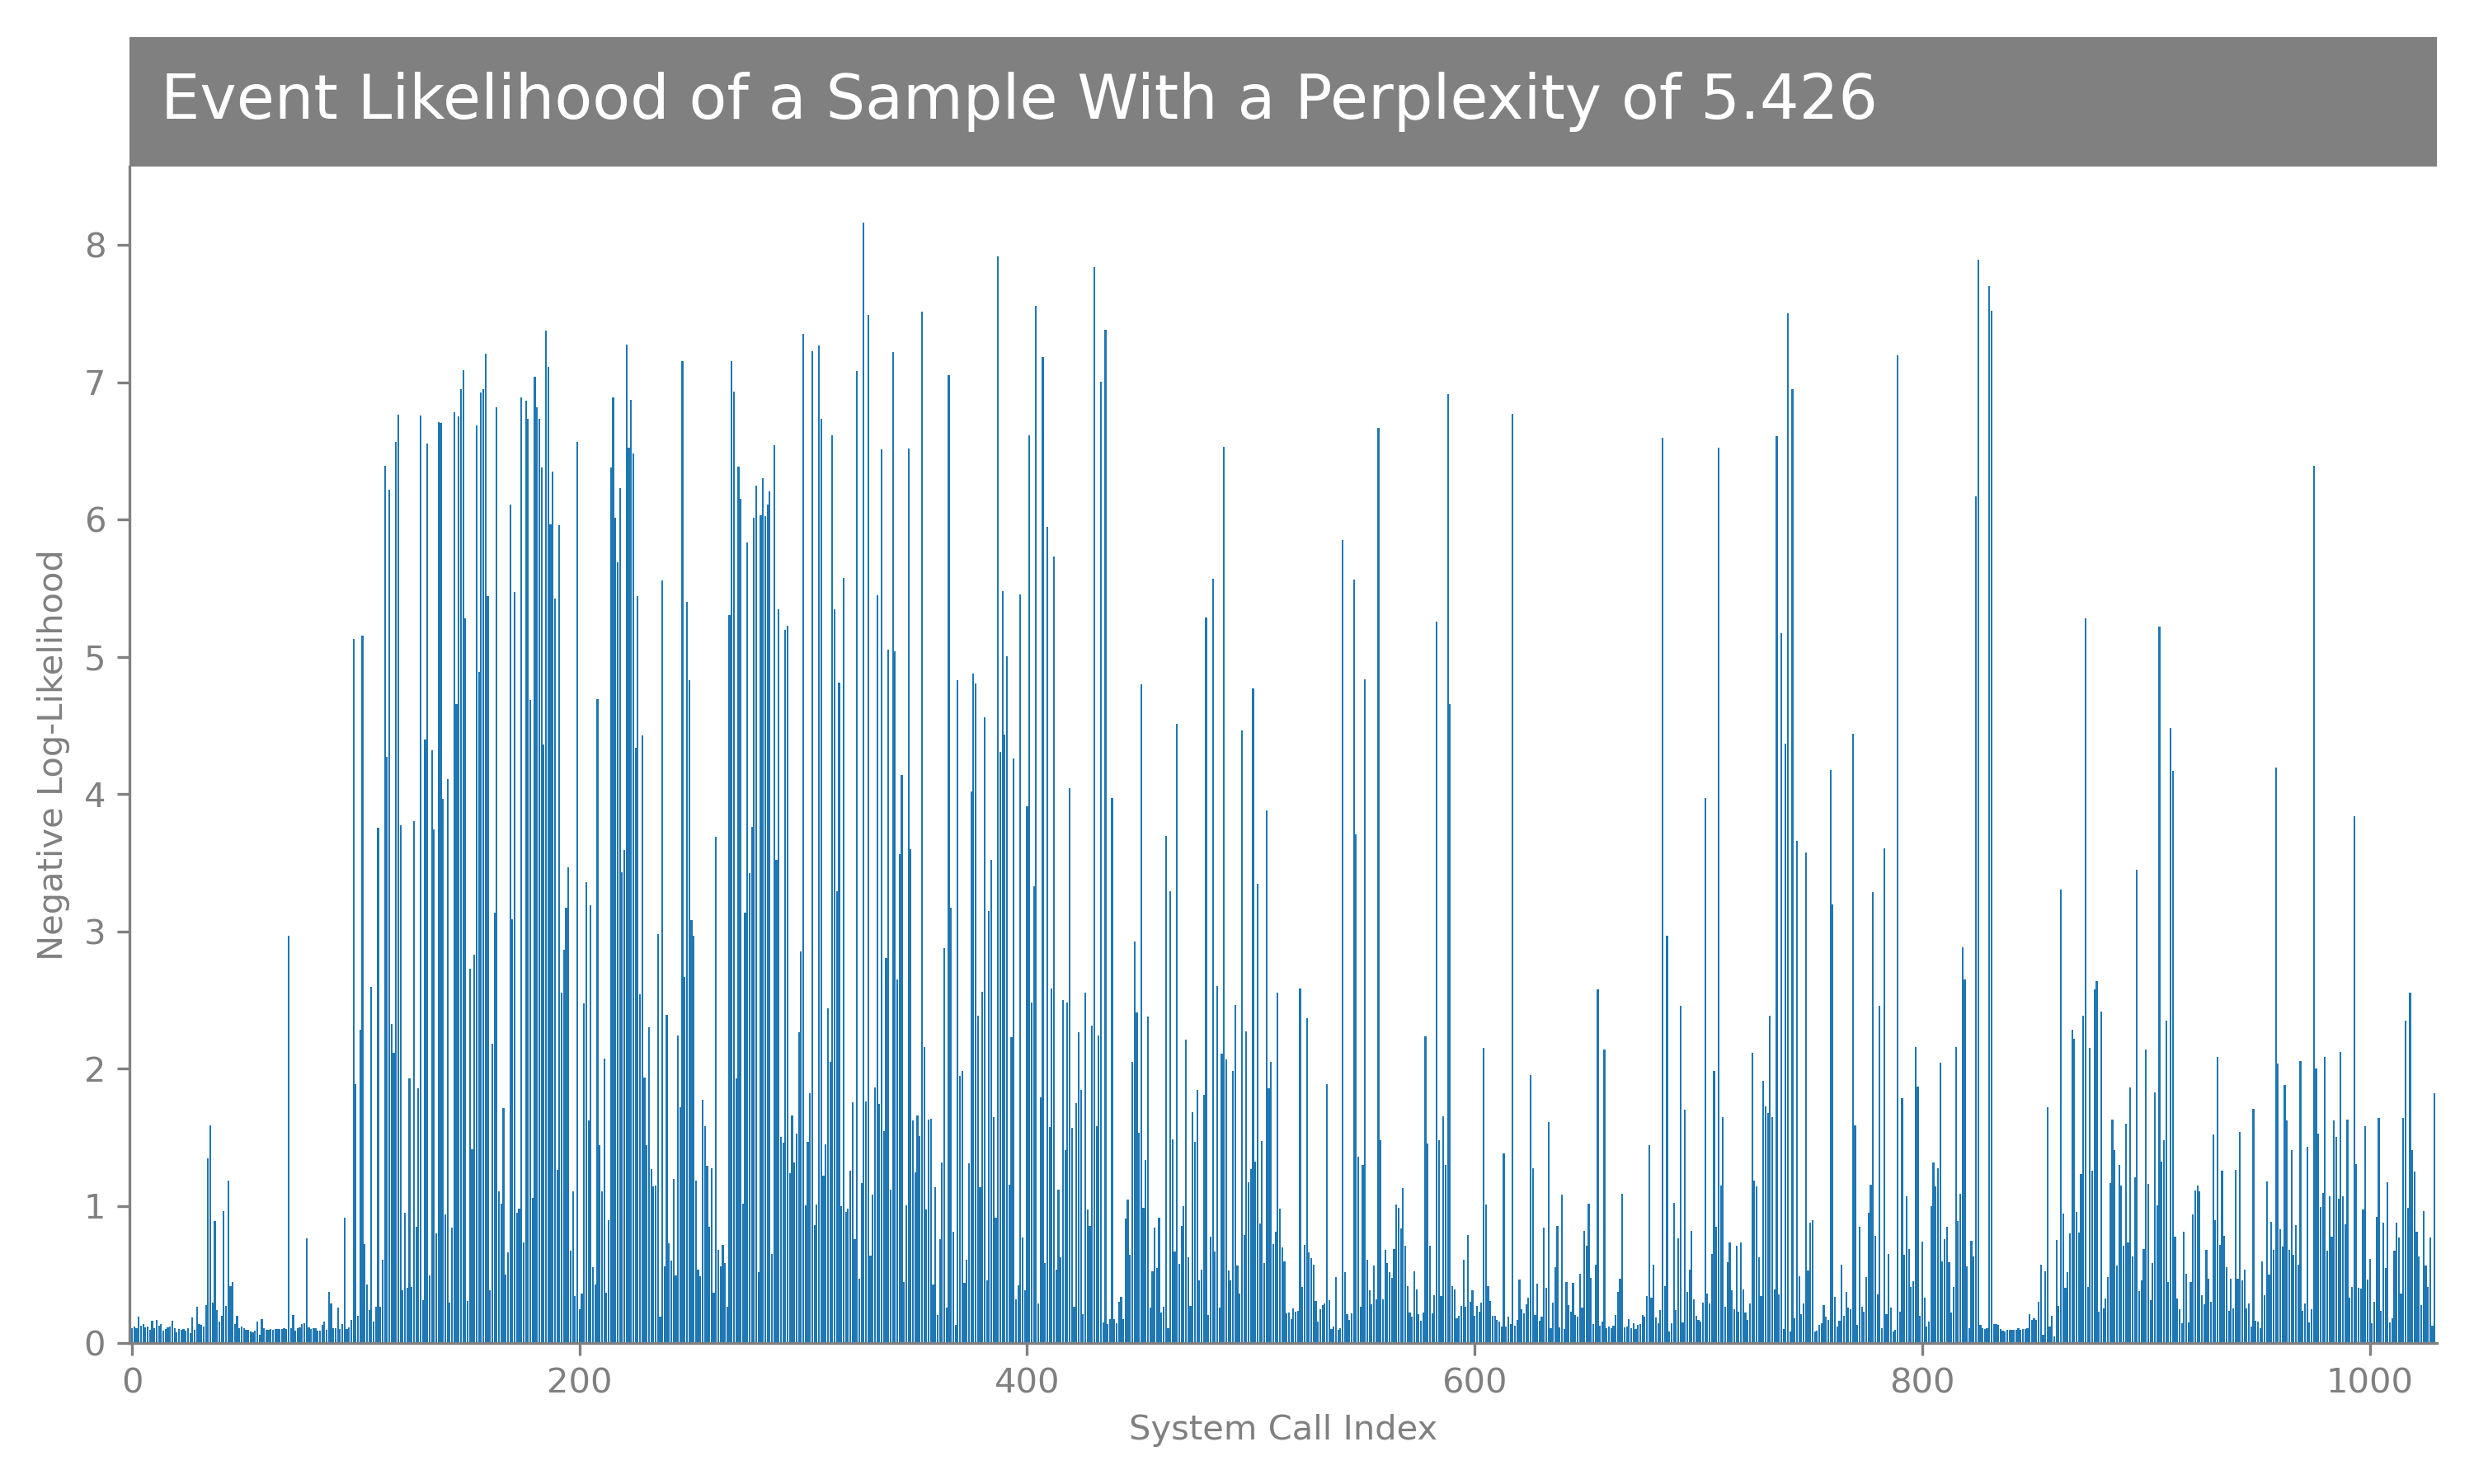 Event Likelihood of a Sample With a Perplexity of 5.426
8
7
6
5
4
3
2
1
0
Negative Log-Likelihood
0 200 400 600 800 1000
System Call Index